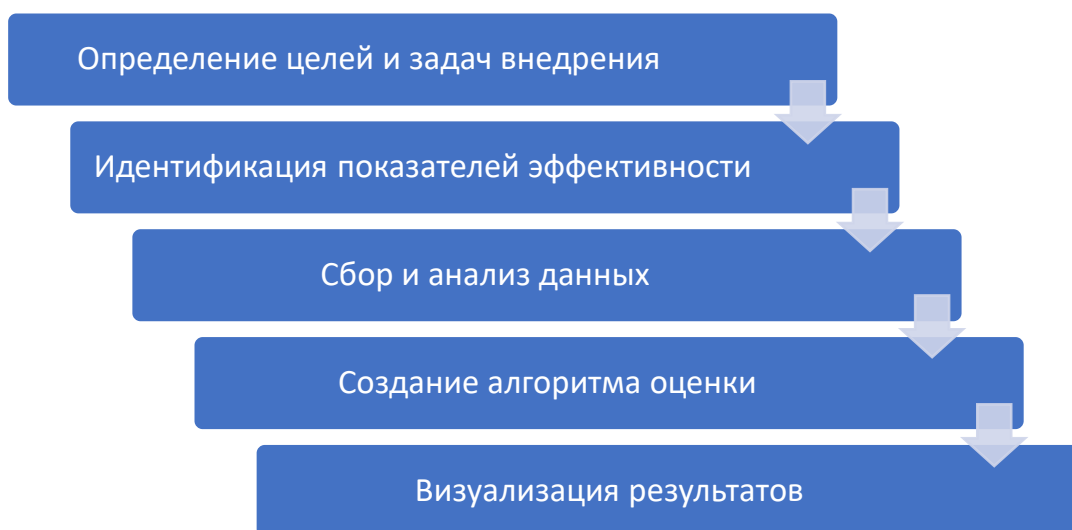 Определение целей и задач внедрения
Идентификация показателей эффективности
Сбор и анализ данных
Создание алгоритма оценки
Визуализация результатов